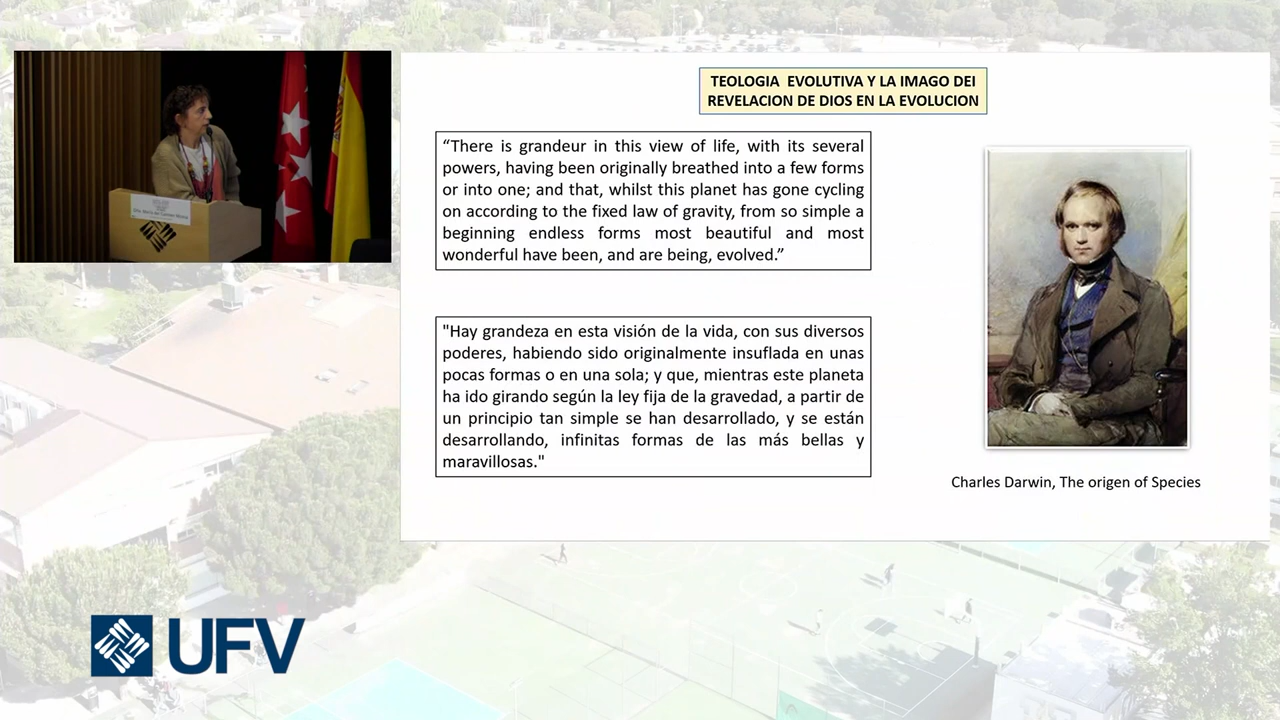 TEOLOGIA EVOLUTIVA Y LA IMAGO DEI
REVELACION DE DIOS EN LA EVOLUCION
“There is grandeur in this view of life, with its several
powers, having been originally breathed into a few forms
or into one; and that, whilst this planet has gone cycling
on according to the fixed law of gravity, from so simple a
beginning endless forms most beautiful and most
wonderful have been, and are being, evolved.”
"Hay grandeza en esta visión de la vida, con sus diversos
poderes, habiendo sido originalmente insuflada en unas
pocas formas o en una sola; y que, mientras este planeta
ha ido girando según la ley fija de la gravedad, a partir de
un principio tan simple se han desarrollado, y se están
desarrollando, infinitas formas de las más bellas y
maravillosas."
Charles Darwin, The origen of Species
UFV